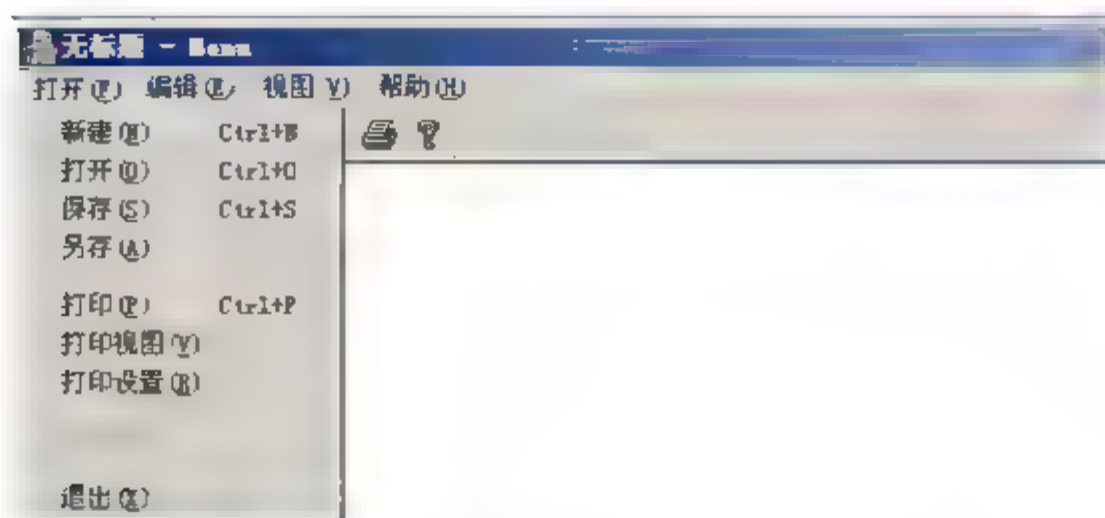 无标题 - Menu
打开(F) 编辑(E) 视图 V) 帮助(H)
新建(N) Ctrl+N
打开(O) Ctrl+O
保存(S) Ctrl+S
另存(A)
打印(P) Ctrl+P
打印视图(V)
打印设置(R)
退出(X)